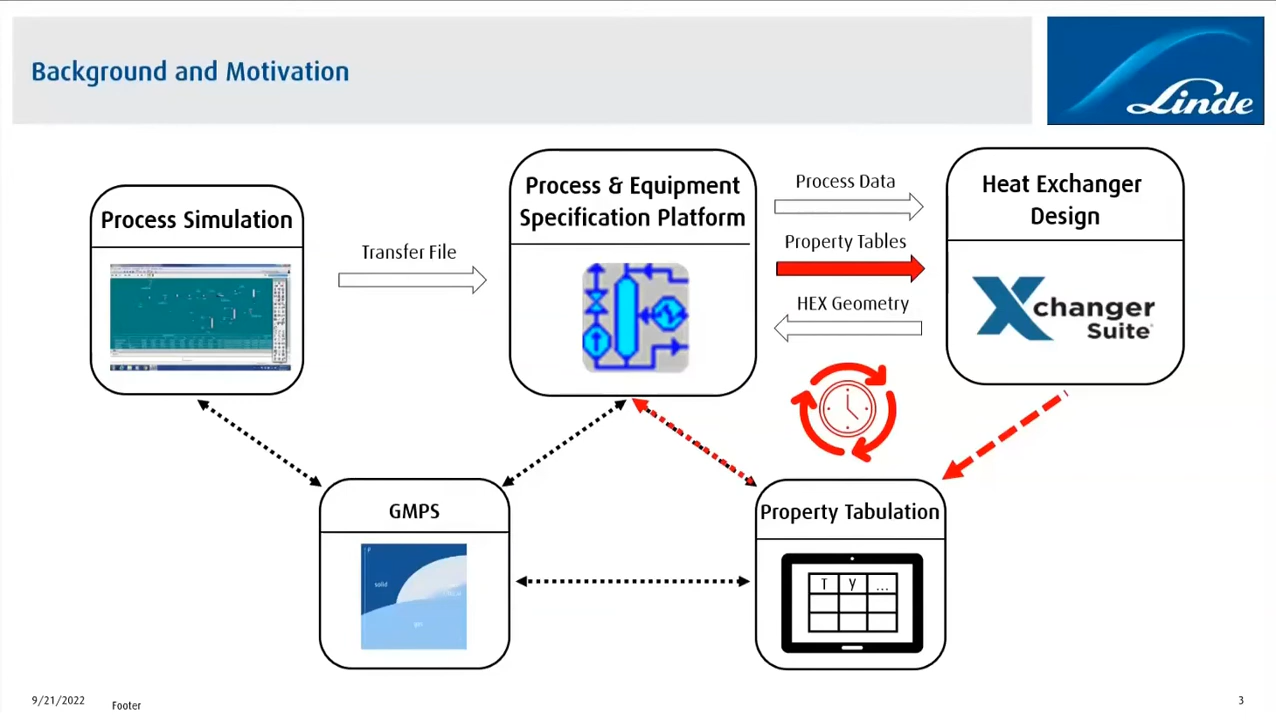 Background and Motivation
Linde
Process Simulation
Transfer File
Process & Equipment
Specification Platform
Process Data
Property Tables
HEX Geometry
Heat Exchanger
Design
Xchanger
Suite
GMPS
solid
Property Tabulation
T y ...
9/21/2022
Footer
3